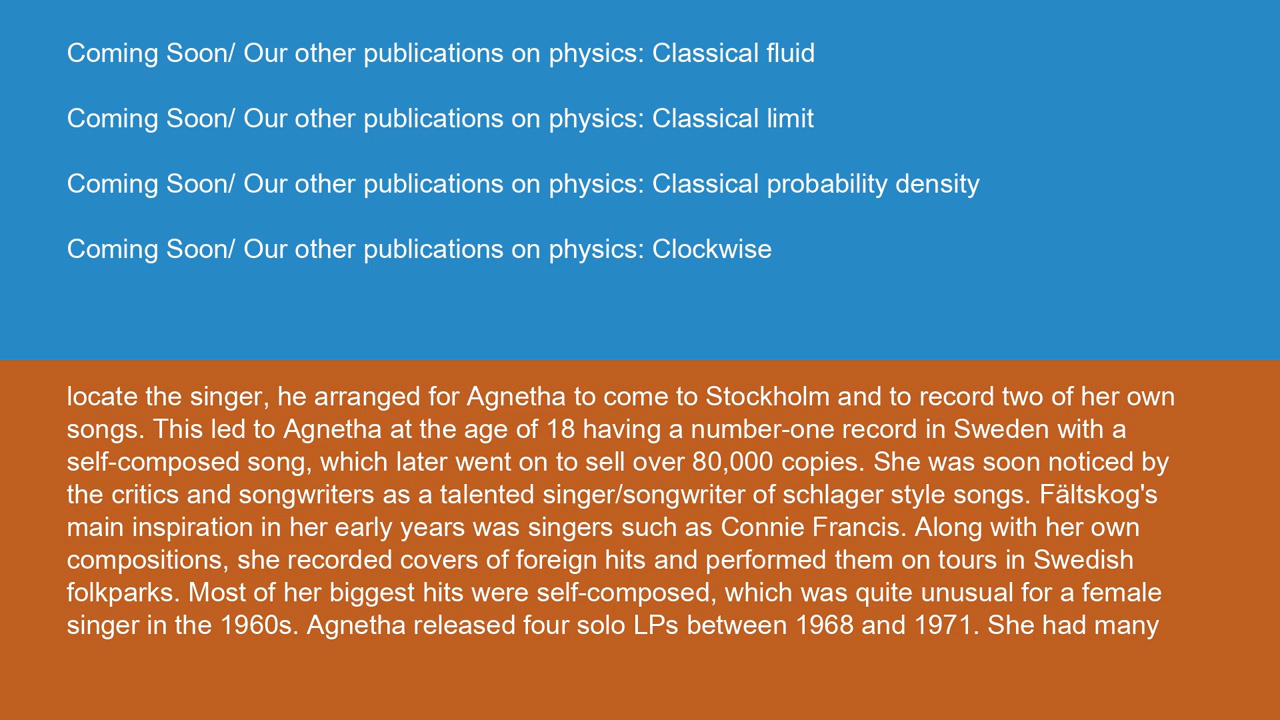 Coming Soon/ Our other publications on physics: Classical fluid
Coming Soon/ Our other publications on physics: Classical limit
Coming Soon/ Our other publications on physics: Classical probability density
Coming Soon/ Our other publications on physics: Clockwise
locate the singer, he arranged for Agnetha to come to Stockholm and to record two of her own
songs. This led to Agnetha at the age of 18 having a number-one record in Sweden with a
self-composed song, which later went on to sell over 80,000 copies. She was soon noticed by
the critics and songwriters as a talented singer/songwriter of schlager style songs. Fältskog's
main inspiration in her early years was singers such as Connie Francis. Along with her own
compositions, she recorded covers of foreign hits and performed them on tours in Swedish
folkparks. Most of her biggest hits were self-composed, which was quite unusual for a female
singer in the 1960s. Agnetha released four solo LPs between 1968 and 1971. She had many